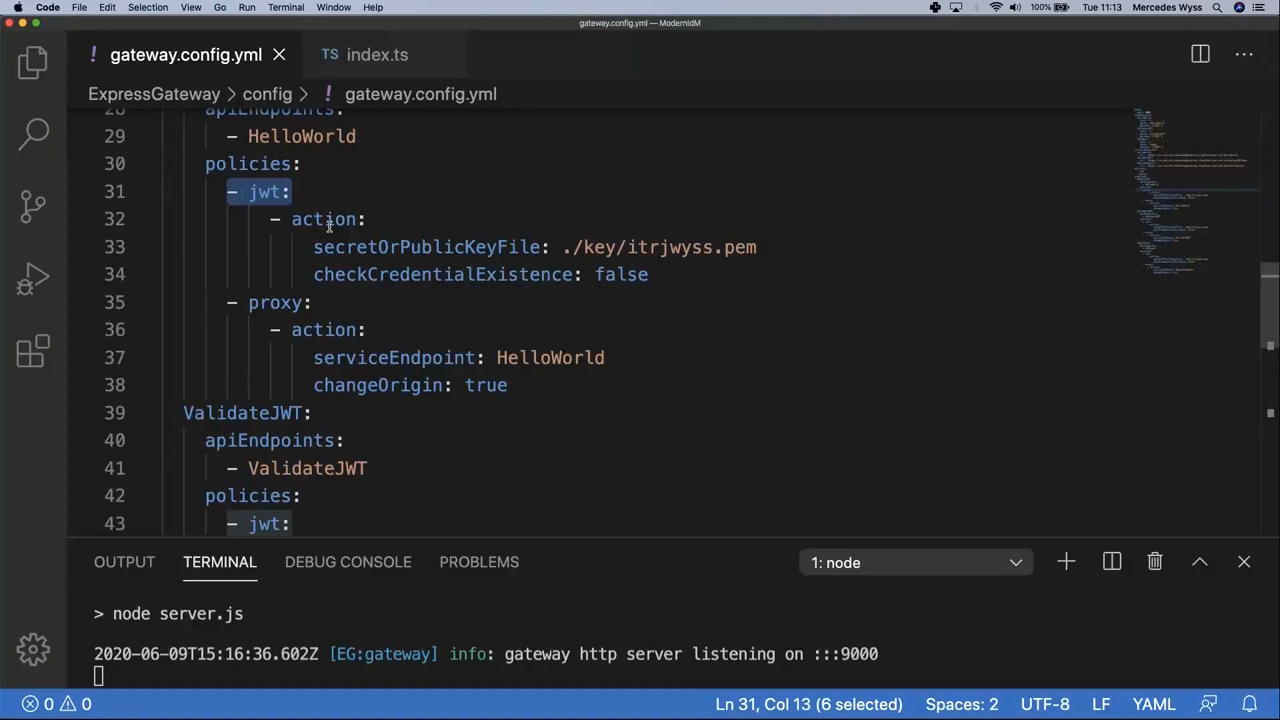 Code File Edit Selection View Go Run Terminal Window Help 100% Tue 11:13 Mercedes Wyss
gateway.config.yml — ModernIdM
! gateway.config.yml TS index.ts
ExpressGateway > config > ! gateway.config.yml
28 apiEndpoints:
29 - HelloWorld
30 policies:
31 - jwt:
32 - action:
33 secretOrPublicKeyFile: ./key/itrjwyss.pem
34 checkCredentialExistence: false
35 - proxy:
36 - action:
37 serviceEndpoint: HelloWorld
38 changeOrigin: true
39 ValidateJWT:
40 apiEndpoints:
41 - ValidateJWT
42 policies:
43 - jwt:
OUTPUT TERMINAL DEBUG CONSOLE PROBLEMS 1: node
> node server.js
2020-06-09T15:16:36.602Z [EG:gateway] info: gateway http server listening on :::9000
0 0 Ln 31, Col 13 (6 selected) Spaces: 2 UTF-8 LF YAML